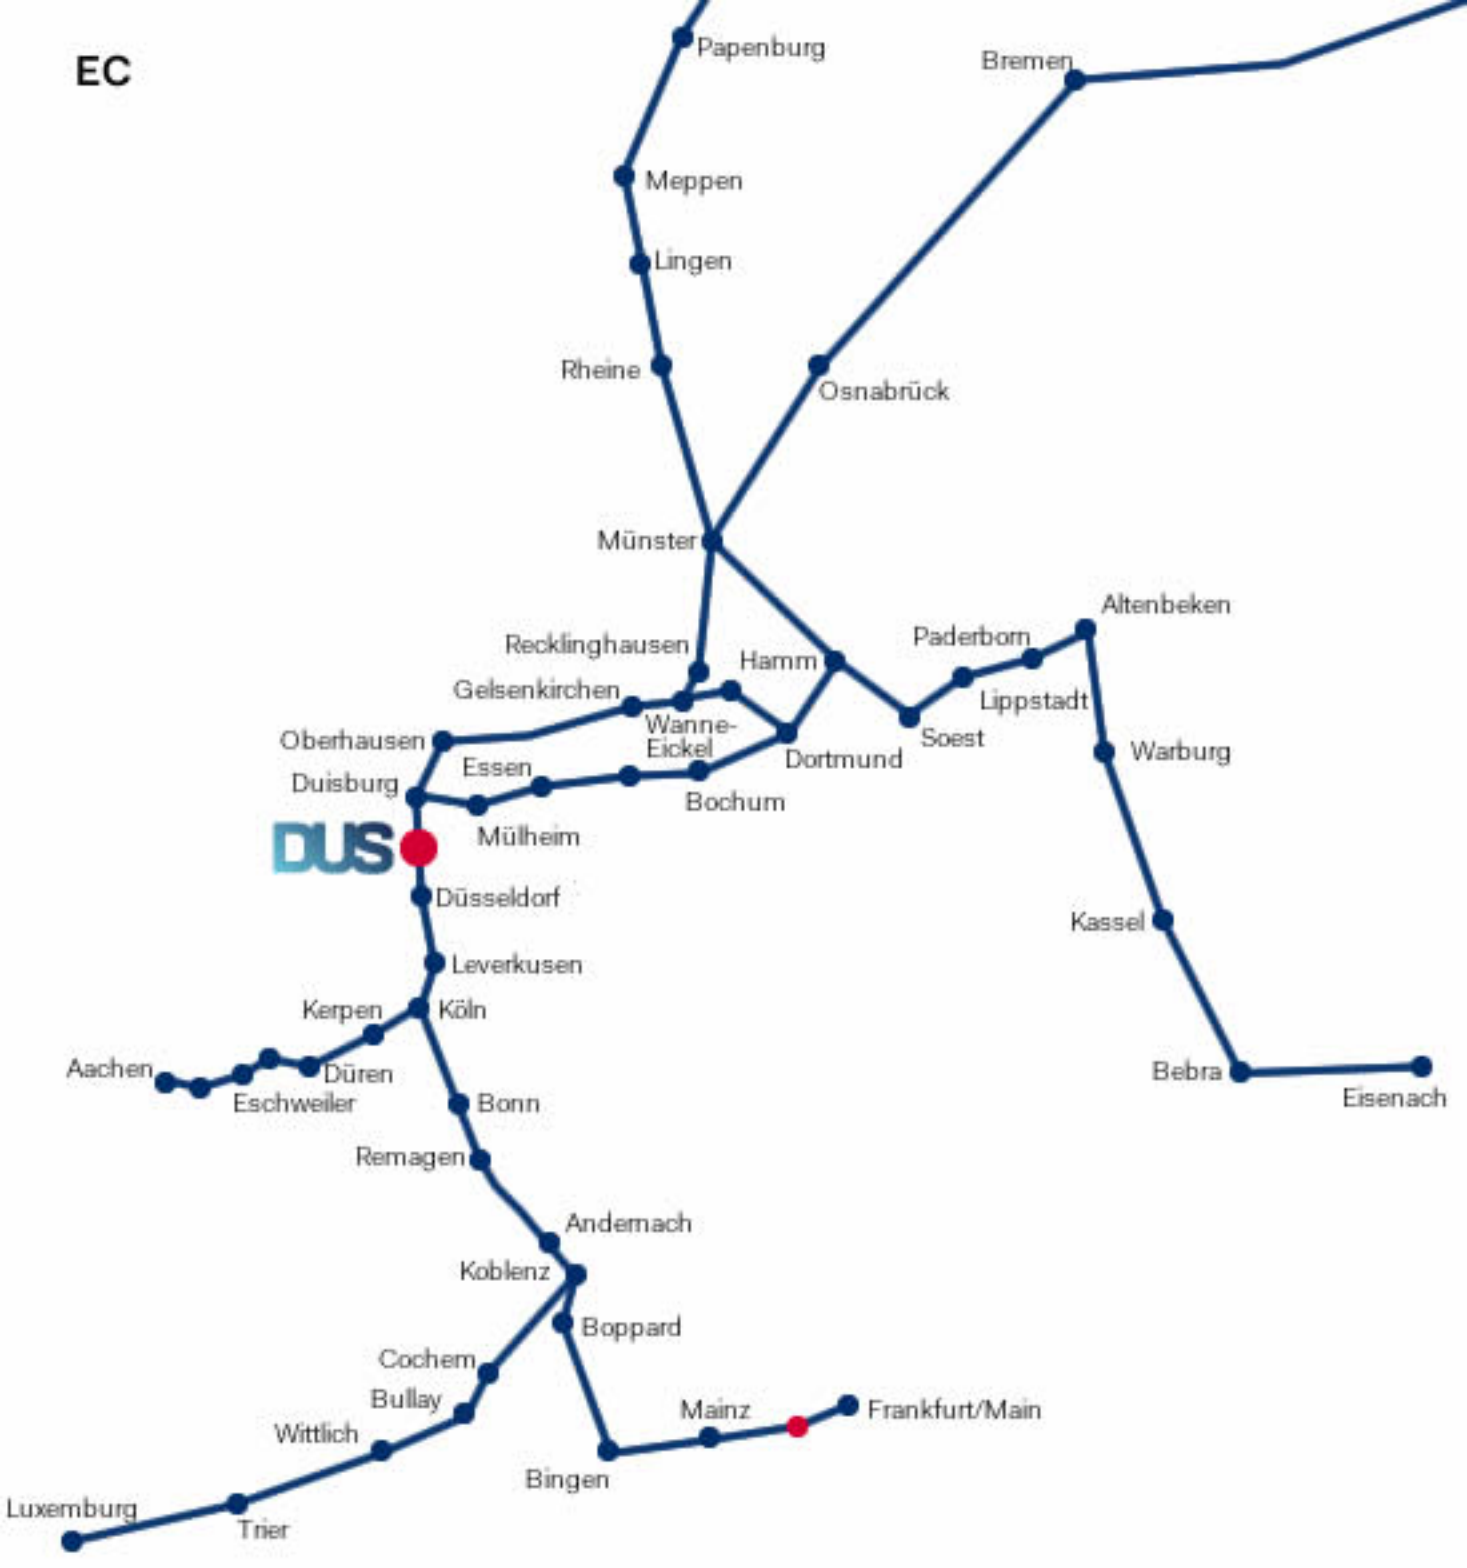 EC
Papenburg
Bremen
Meppen
Lingen
Rheine
Osnabrück
Münster
Altenbeken
Paderborn
Recklinghausen
Hamm
Gelsenkirchen
Lippstadt
Wanne-
Eickel
Soest
Oberhausen
Warburg
Dortmund
Essen
Duisburg
Bochum
Mülheim
DUS
Düsseldorf
Kassel
Leverkusen
Kerpen
Köln
Aachen
Düren
Bebra
Eisenach
Eschweiler
Bonn
Remagen
Andernach
Koblenz
Boppard
Cochem
Bullay
Mainz
Frankfurt/Main
Wittlich
Bingen
Luxemburg
Trier